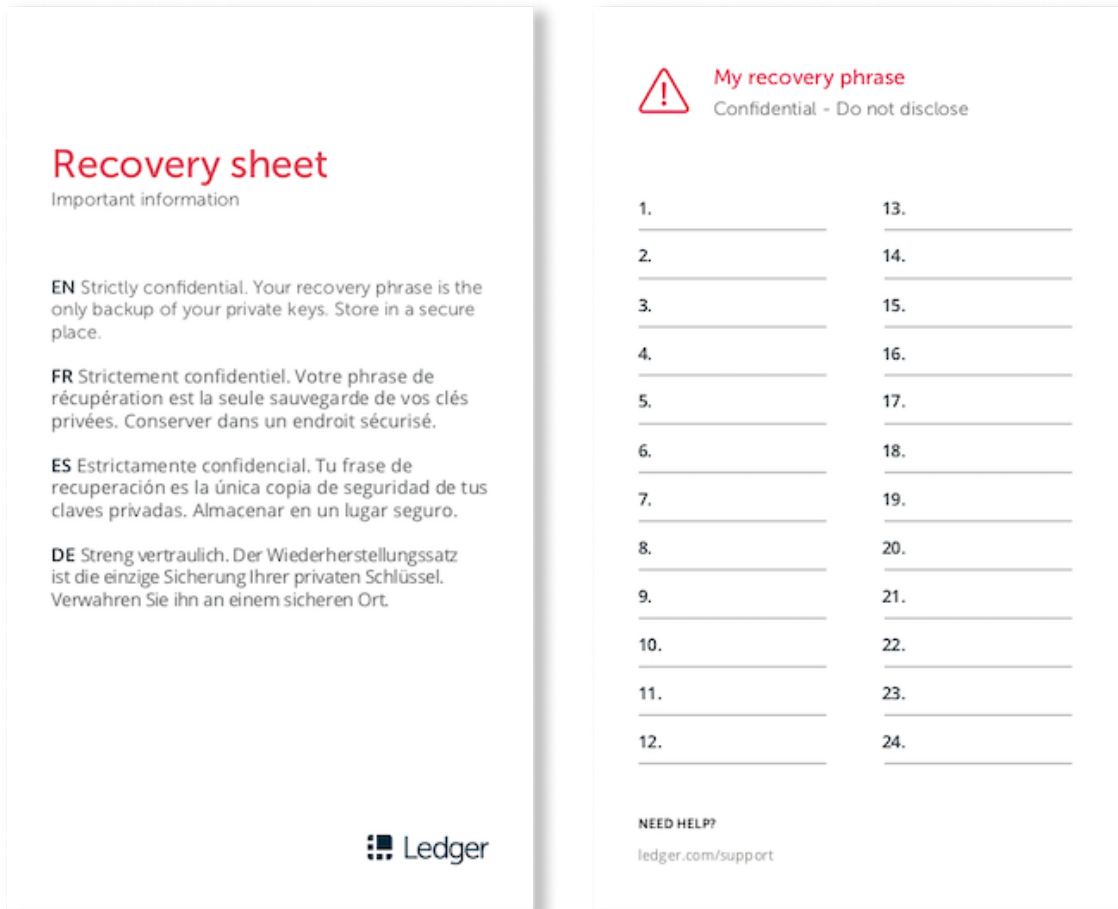 Recovery sheet
Important information
EN Strictly confidential. Your recovery phrase is the
only backup of your private keys. Store in a secure
place.
FR Strictement confidentiel. Votre phrase de
récupération est la seule sauvegarde de vos clés
privées. Conserver dans un endroit sécurisé.
ES Estrictamente confidencial. Tu frase de
recuperación es la única copia de seguridad de tus
claves privadas. Almacenar en un lugar seguro.
DE Streng vertraulich. Der Wiederherstellungssatz
ist die einzige Sicherung Ihrer privaten Schlüssel.
Verwahren Sie ihn an einem sicheren Ort.
Ledger
My recovery phrase
Confidential - Do not disclose
1.
2.
3.
4.
5.
6.
7.
8.
9.
10.
11.
12.
13.
14.
15.
16.
17.
18.
19.
20.
21.
22.
23.
24.
NEED HELP?
ledger.com/support